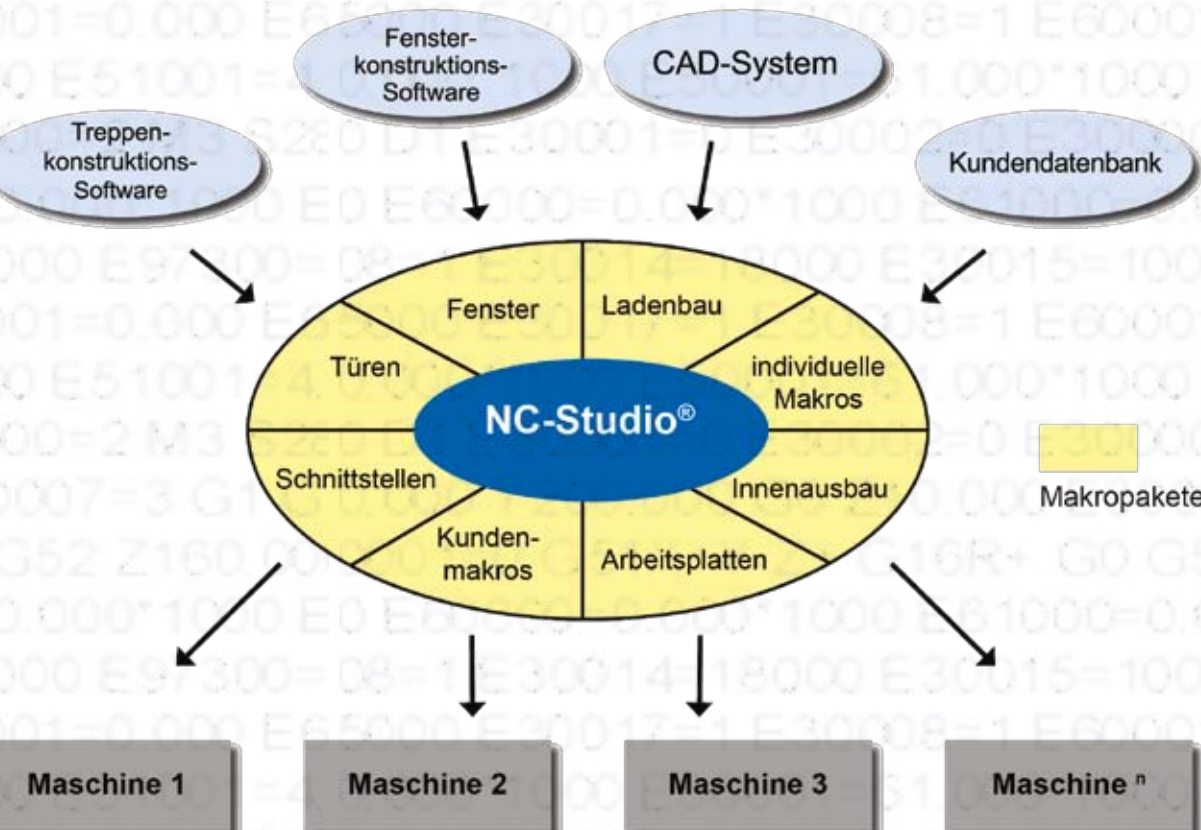 Fenster-
konstruktions-
Software
CAD-System
Treppen-
konstruktions-
Software
Kundendatenbank
Fenster
Ladenbau
Türen
individuelle
Makros
NC-Studio®
Schnittstellen
Innenausbau
Kunden-
makros
Arbeitsplatten
Makropakete
Maschine 1
Maschine 2
Maschine 3
Maschine ⁿ